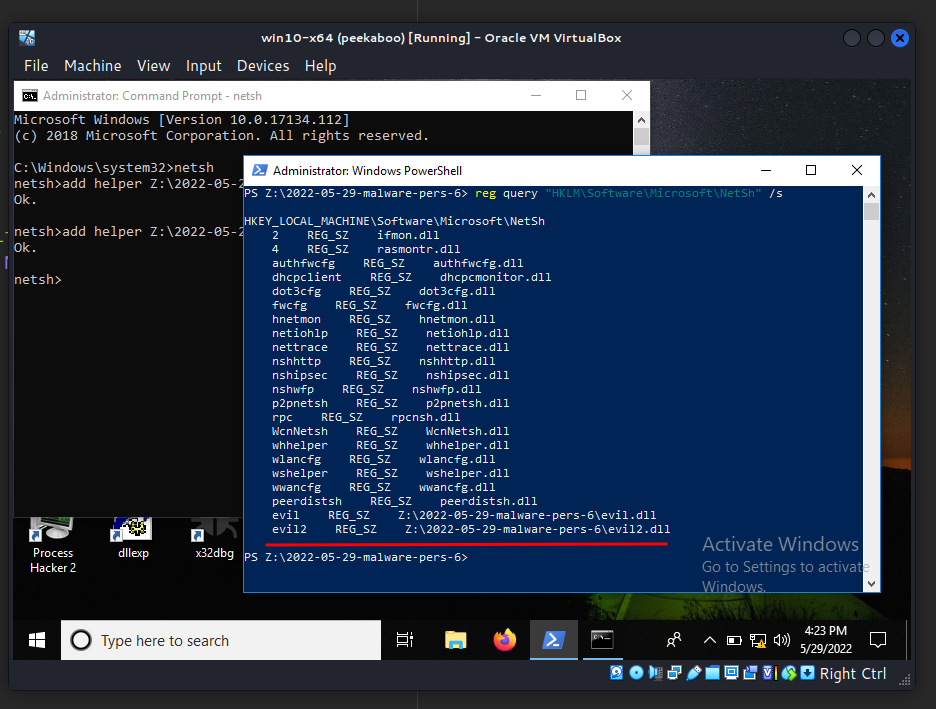 win10-x64 (peekaboo) [Running] - Oracle VM VirtualBox
File Machine View Input Devices Help
Administrator: Command Prompt - netsh
Microsoft Windows [Version 10.0.17134.112]
(c) 2018 Microsoft Corporation. All rights reserved.
C:\Windows\system32>netsh
netsh>add helper Z:\2022-05-2
Ok.
netsh>add helper Z:\2022-05-2
Ok.
netsh>
Administrator: Windows PowerShell
PS Z:\2022-05-29-malware-pers-6> reg query "HKLM\Software\Microsoft\NetSh" /s
HKEY_LOCAL_MACHINE\Software\Microsoft\NetSh
2 REG_SZ ifmon.dll
4 REG_SZ rasmontr.dll
authfwcfg REG_SZ authfwcfg.dll
dhcpclient REG_SZ dhcpcmonitor.dll
dot3cfg REG_SZ dot3cfg.dll
fwcfg REG_SZ fwcfg.dll
hnetmon REG_SZ hnetmon.dll
netiohlp REG_SZ netiohlp.dll
nettrace REG_SZ nettrace.dll
nshhttp REG_SZ nshhttp.dll
nshipsec REG_SZ nshipsec.dll
nshwfp REG_SZ nshwfp.dll
p2pnetsh REG_SZ p2pnetsh.dll
rpc REG_SZ rpcnsh.dll
WcnNetsh REG_SZ WcnNetsh.dll
whhelper REG_SZ whhelper.dll
wlancfg REG_SZ wlancfg.dll
wshelper REG_SZ wshelper.dll
wwancfg REG_SZ wwancfg.dll
peerdistsh REG_SZ peerdistsh.dll
evil REG_SZ Z:\2022-05-29-malware-pers-6\evil.dll
evil2 REG_SZ Z:\2022-05-29-malware-pers-6\evil2.dll
PS Z:\2022-05-29-malware-pers-6>
Process
Hacker 2
dllexp
x32dbg
Activate Windows
Go to Settings to activate
Windows.
Type here to search
4:23 PM
5/29/2022
Right Ctrl